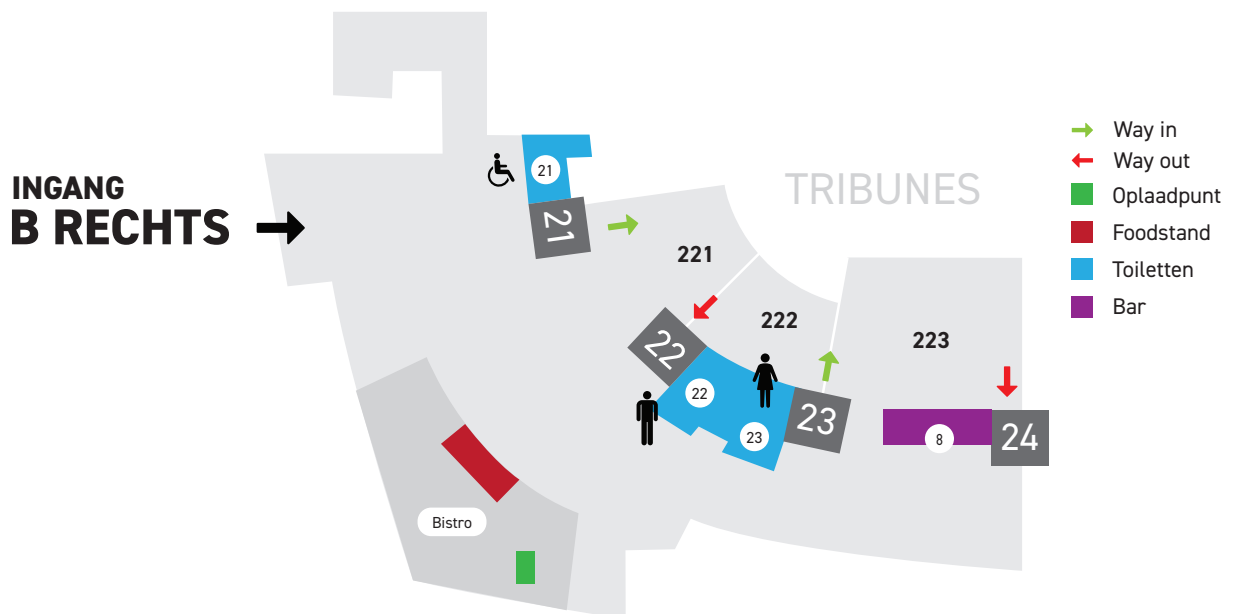 INGANG
B RECHTS
21
21
TRIBUNES
221
222
223
22
22
23
23
8
24
Bistro
Way in
Way out
Oplaadpunt
Foodstand
Toiletten
Bar